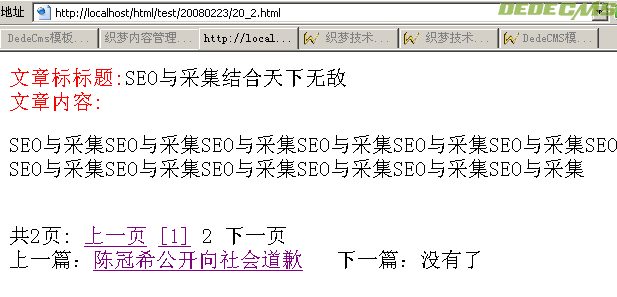 地址 http://localhost/html/test/20080223/20_2.html DEDECMS
DedeCms模板... 织梦内容管理... http://local... 织梦技术... 织梦技术... DedeCMS模...
文章标标题:SEO与采集结合天下无敌
文章内容:
SEO与采集SEO与采集SEO与采集SEO与采集SEO与采集SEO与采集SEO
SEO与采集SEO与采集SEO与采集SEO与采集SEO与采集SEO与采集
共2页: 上一页 [1] 2 下一页
上一篇: 陈冠希公开向社会道歉 下一篇: 没有了